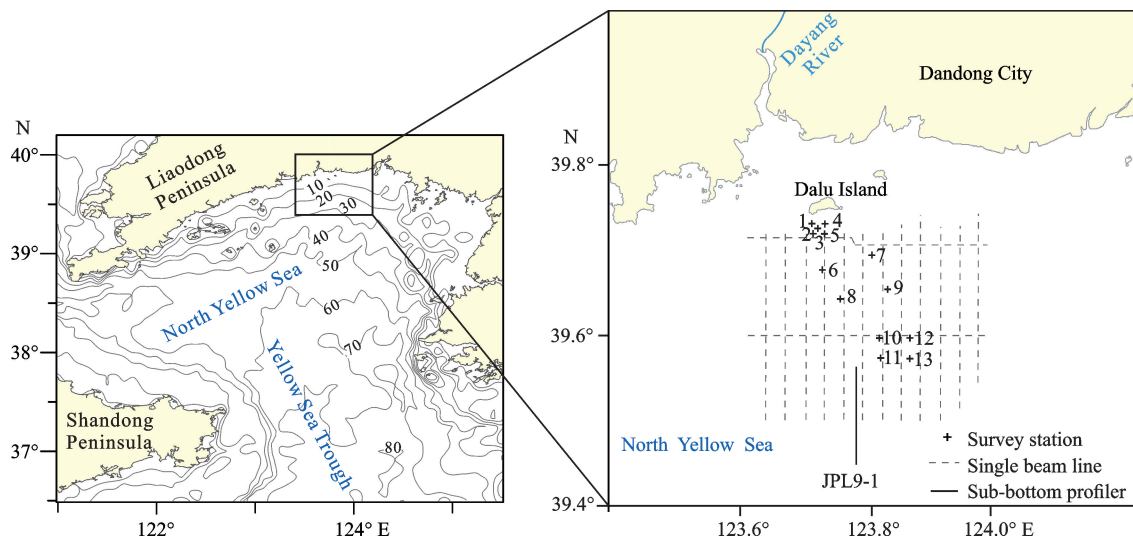 N
40°
39°
38°
37°
122°
124° E
Liaodong
Peninsula
10
20
30
40
50
60
70
80
North Yellow Sea
Yellow Sea Trough
Shandong
Peninsula
N
39.8°
39.6°
39.4°
123.6°
123.8°
124.0° E
Dayang
River
Dandong City
Dalu Island
1
4
2
5
3
7
6
9
8
10
12
11
13
North Yellow Sea
JPL9-1
Survey station
Single beam line
Sub-bottom profiler